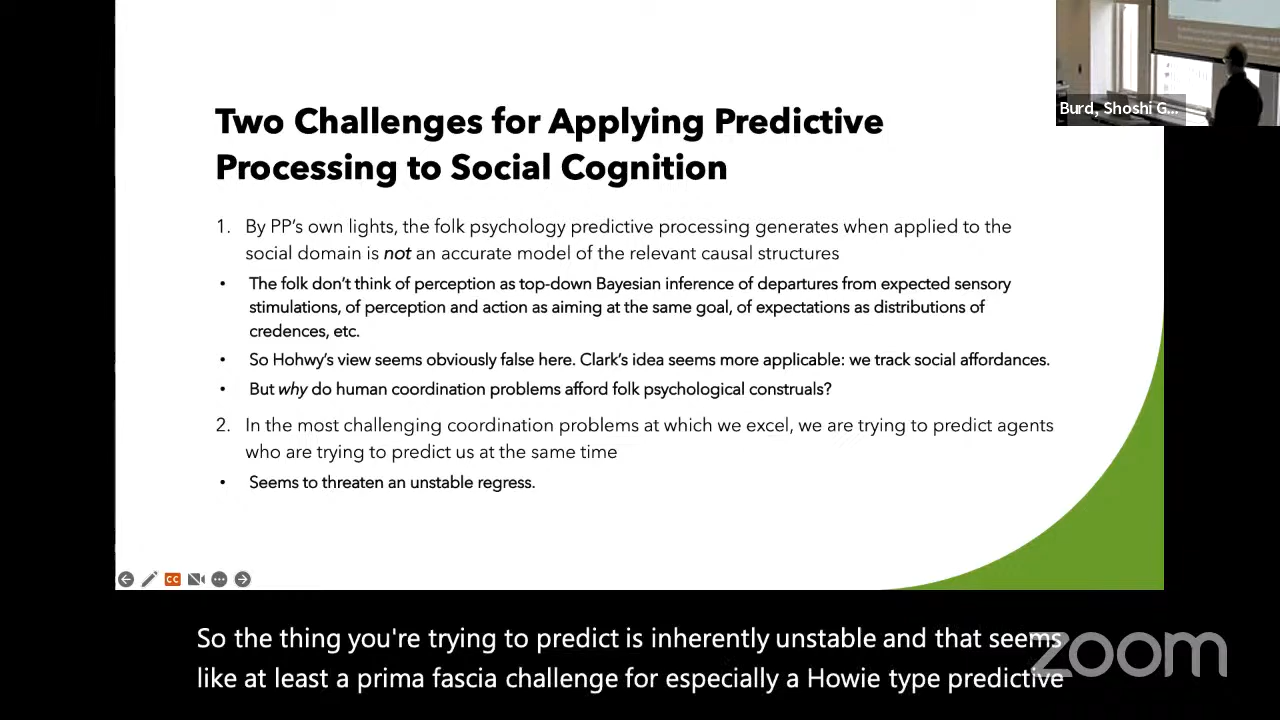 Burd, Shoshi G...
Two Challenges for Applying Predictive
Processing to Social Cognition
1. By PP's own lights, the folk psychology predictive processing generates when applied to the
social domain is not an accurate model of the relevant causal structures
• The folk don't think of perception as top-down Bayesian inference of departures from expected sensory
stimulations, of perception and action as aiming at the same goal, of expectations as distributions of
credences, etc.
• So Hohwy's view seems obviously false here. Clark's idea seems more applicable: we track social affordances.
• But why do human coordination problems afford folk psychological construals?
2. In the most challenging coordination problems at which we excel, we are trying to predict agents
who are trying to predict us at the same time
• Seems to threaten an unstable regress.
CC
So the thing you're trying to predict is inherently unstable and that seems
like at least a prima fascia challenge for especially a Howie type predictive
zoom